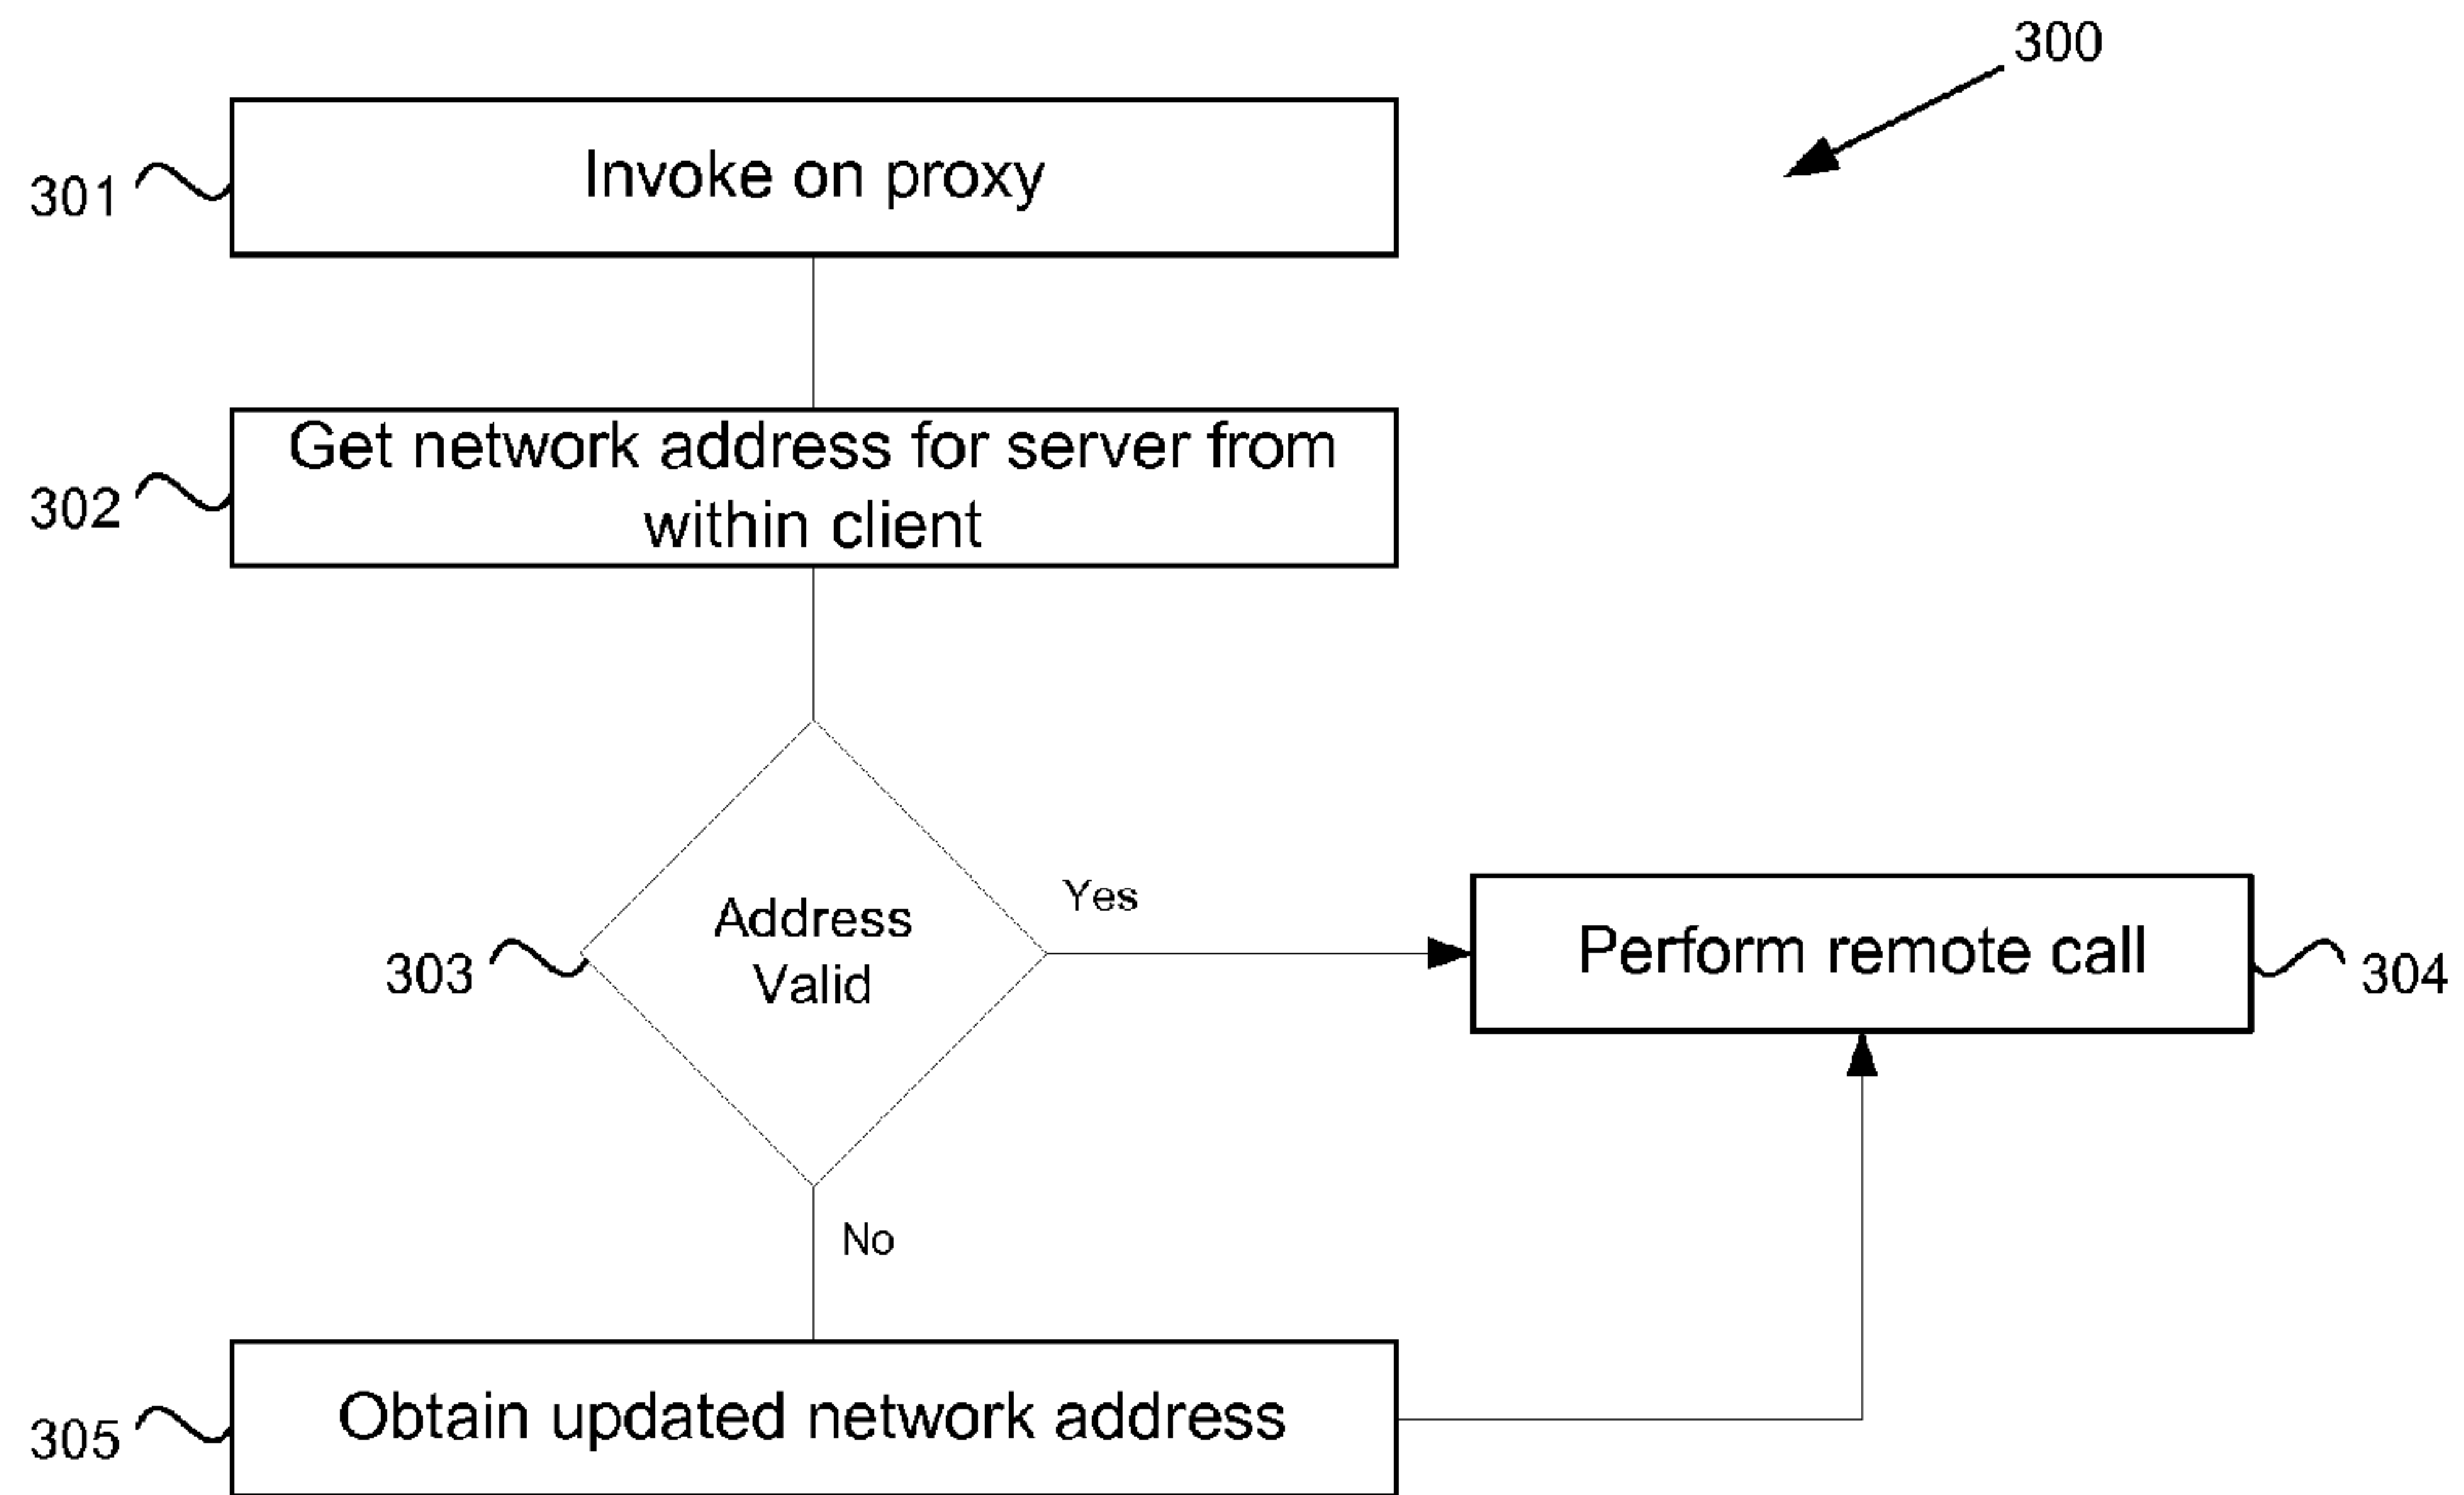 300
301
Invoke on proxy
302
Get network address for server from
within client
303
Address
Valid
Yes
Perform remote call
304
No
305
Obtain updated network address